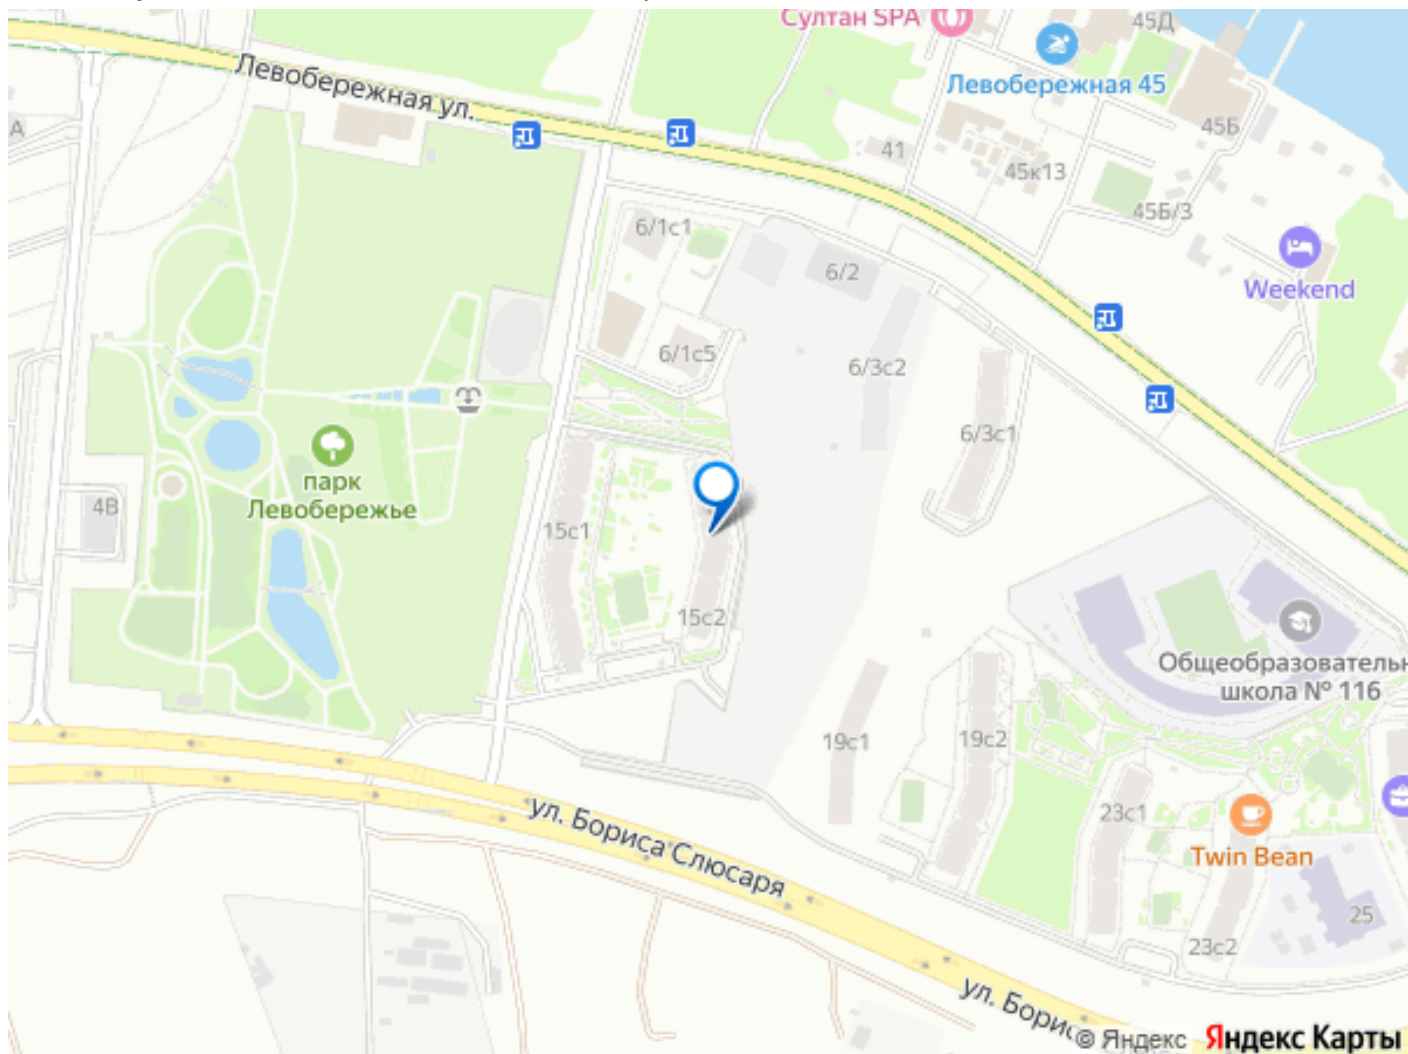 Султан SPA
45Д
Левобережная ул.
Левобережная 45
А
45Б
41
45к13
45Б/3
6/1с1
6/2
Weekend
6/1с5
6/3с2
6/3с1
парк
Левобережье
4В
15с1
15с2
Общеобразовательн
школа № 116
19с1
19с2
23с1
ул. Бориса Слюсаря
Twin Bean
25
23с2
ул. Борис
© Яндекс Яндекс Карты